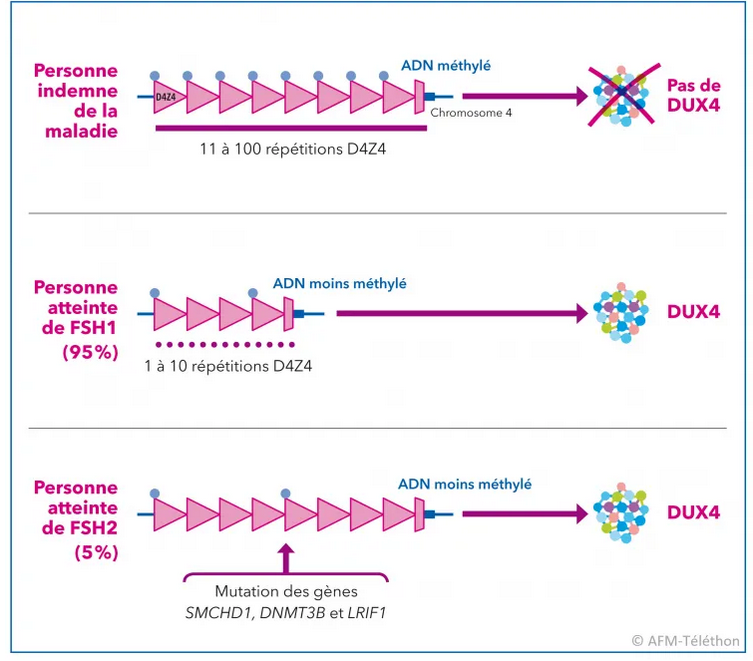 Personne
indemne
de la
maladie
D4Z4
ADN méthylé
Chromosome 4
11 à 100 répétitions D4Z4
Pas de
DUX4
Personne
atteinte
de FSH1
(95%)
ADN moins méthylé
1 à 10 répétitions D4Z4
DUX4
Personne
atteinte
de FSH2
(5%)
ADN moins méthylé
Mutation des gènes
SMCHD1, DNMT3B et LRIF1
DUX4
© AFM-Téléthon